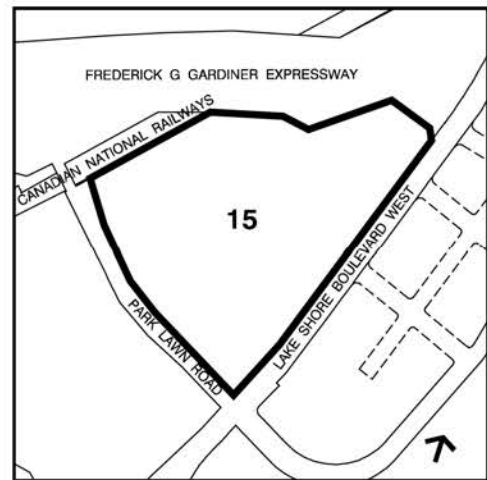 FREDERICK G GARDINER EXPRESSWAY
CANADIAN NATIONAL RAILWAYS
15
LAKE SHORE BOULEVARD WEST
PARK LAWN ROAD